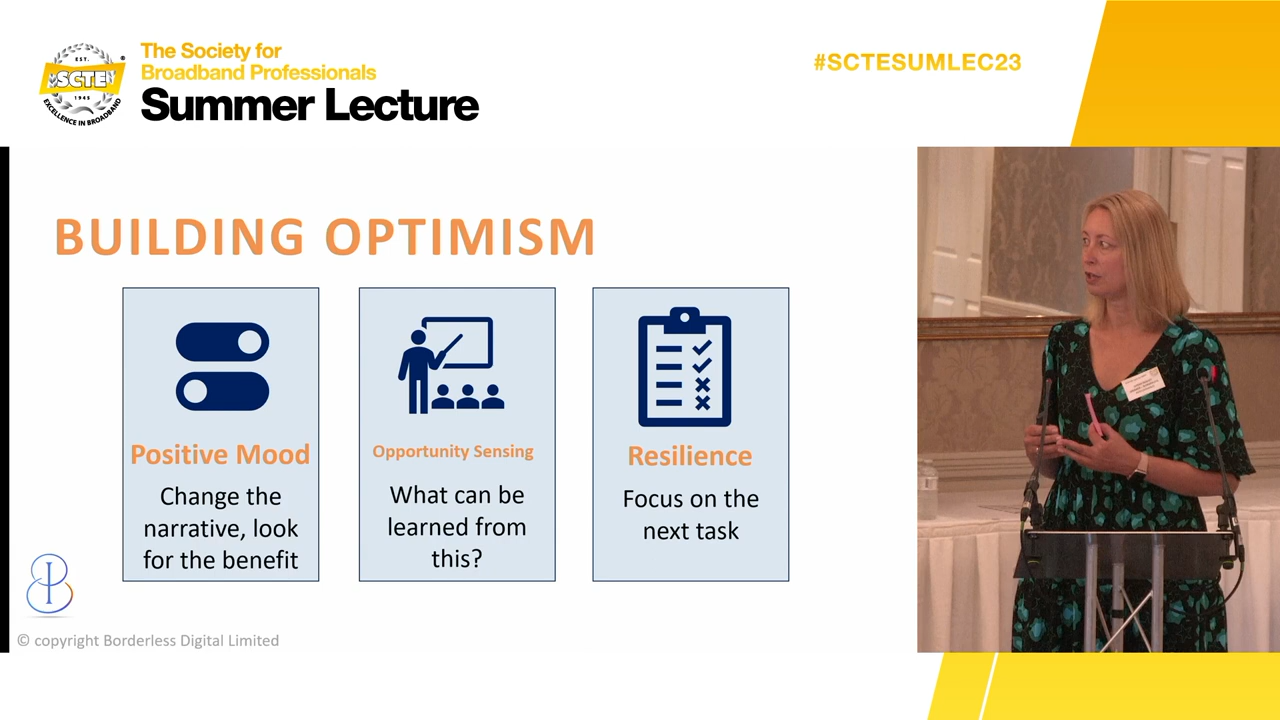 EST.
SCTE
®
1945
EXCELLENCE IN BROADBAND
The Society for
Broadband Professionals
Summer Lecture
#SCTESUMLEC23
BUILDING OPTIMISM
Positive Mood
Change the
narrative, look
for the benefit
Opportunity Sensing
What can be
learned from
this?
Resilience
Focus on the
next task
© copyright Borderless Digital Limited